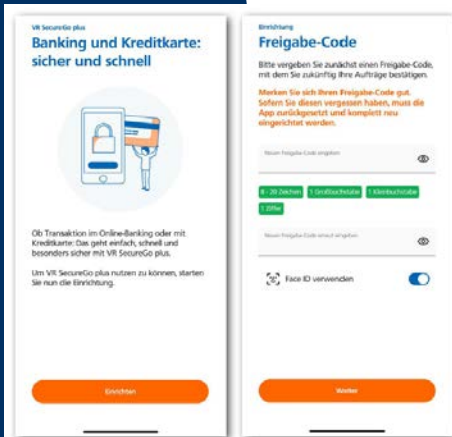 VR SecureGo plus
Banking und Kreditkarte:
sicher und schnell
Ob Transaktion im Online-Banking oder mit
Kreditkarte: Das geht einfach, schnell und
besonders sicher mit VR SecureGo plus.
Um VR SecureGo plus nutzen zu können, starten
Sie nun die Einrichtung.
Einrichten
Einrichtung
Freigabe-Code
Bitte vergeben Sie zunächst einen Freigabe-Code,
mit dem Sie zukünftig Ihre Aufträge bestätigen.
Merken Sie sich Ihren Freigabe-Code gut.
Sofern Sie diesen vergessen haben, muss die
App zurückgesetzt und komplett neu
eingerichtet werden.
Neuen Freigabe-Code eingeben
8 - 20 Zeichen 1 Großbuchstabe 1 Kleinbuchstabe
1 Ziffer
Neuen Freigabe-Code erneut eingeben
Face ID verwenden
Weiter